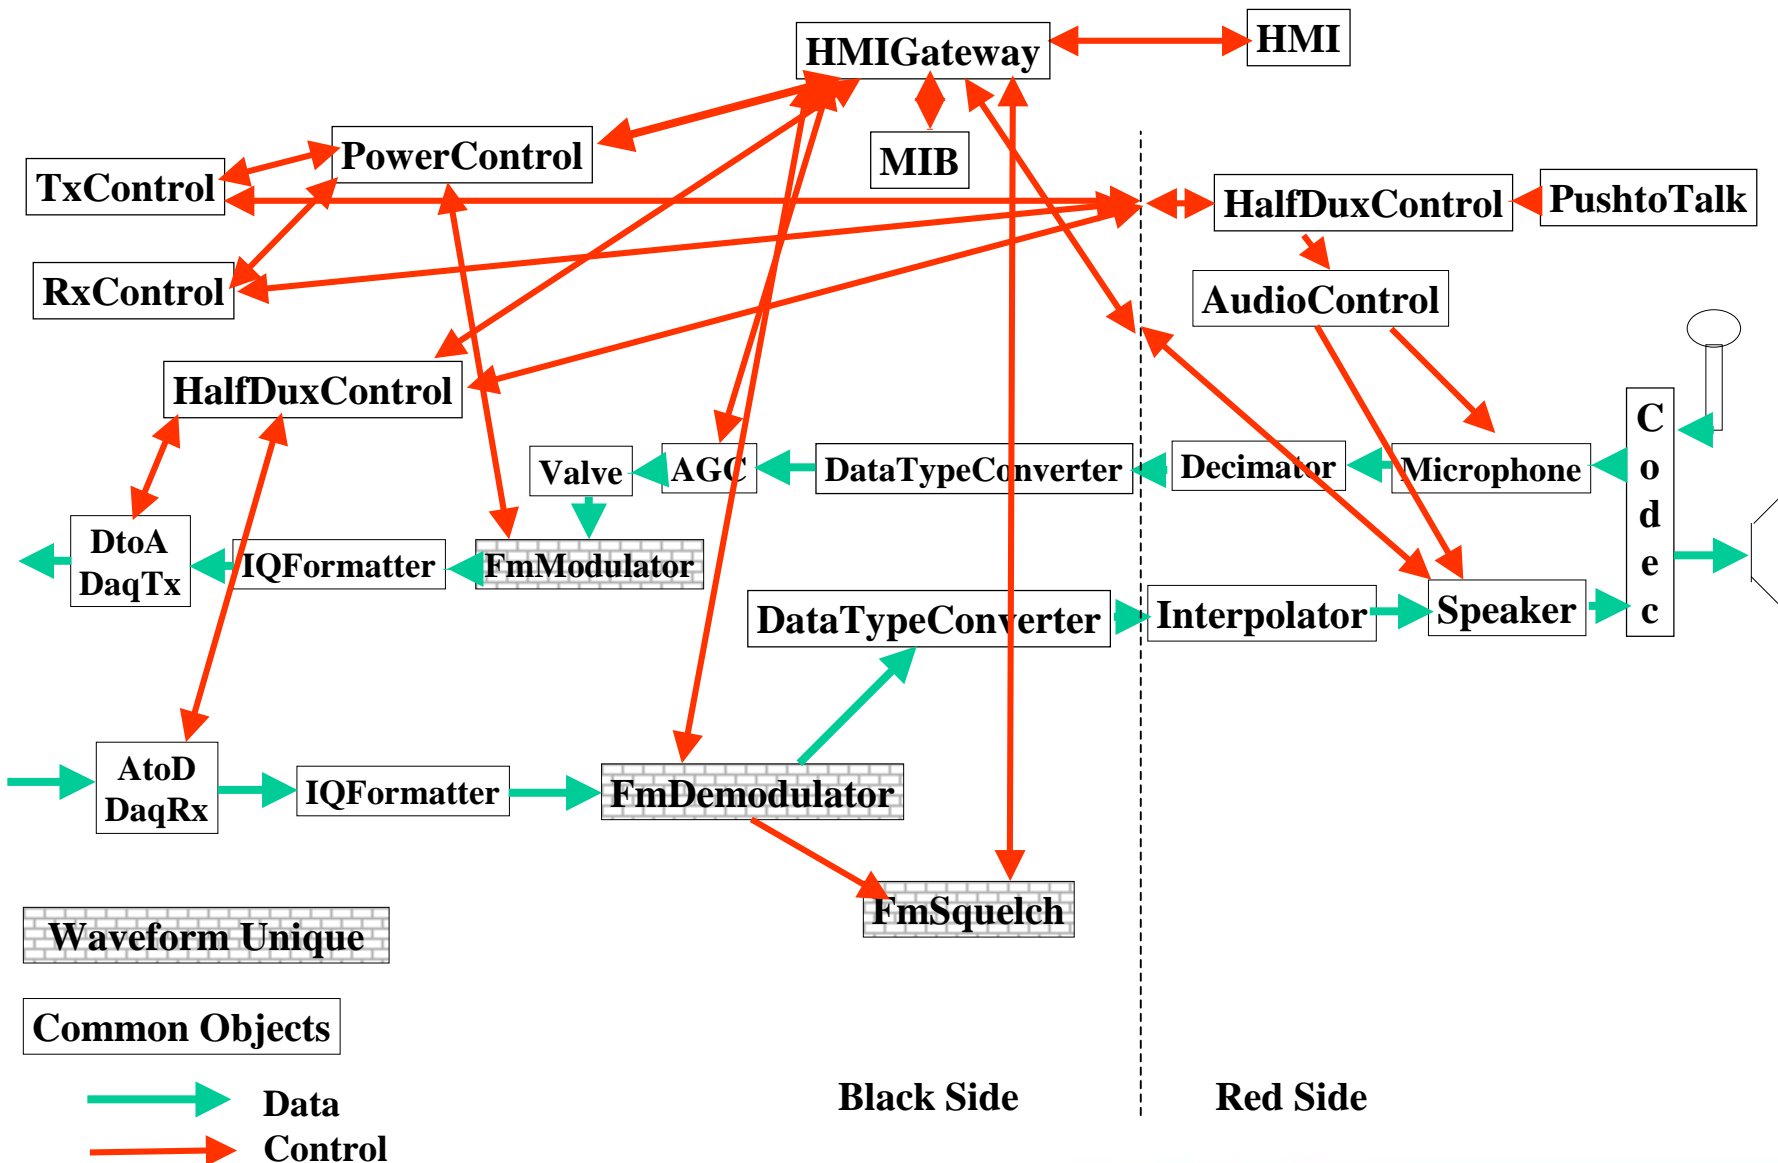 HMIGateway
HMI
PowerControl
MIB
TxControl
HalfDuxControl
PushtoTalk
RxControl
AudioControl
HalfDuxControl
Valve
AGC
DataTypeConverter
Decimator
Microphone
C
o
d
e
c
DtoA
DaqTx
IQFormatter
FmModulator
DataTypeConverter
Interpolator
Speaker
AtoD
DaqRx
IQFormatter
FmDemodulator
FmSquelch
Waveform Unique
Common Objects
Data
Control
Black Side
Red Side